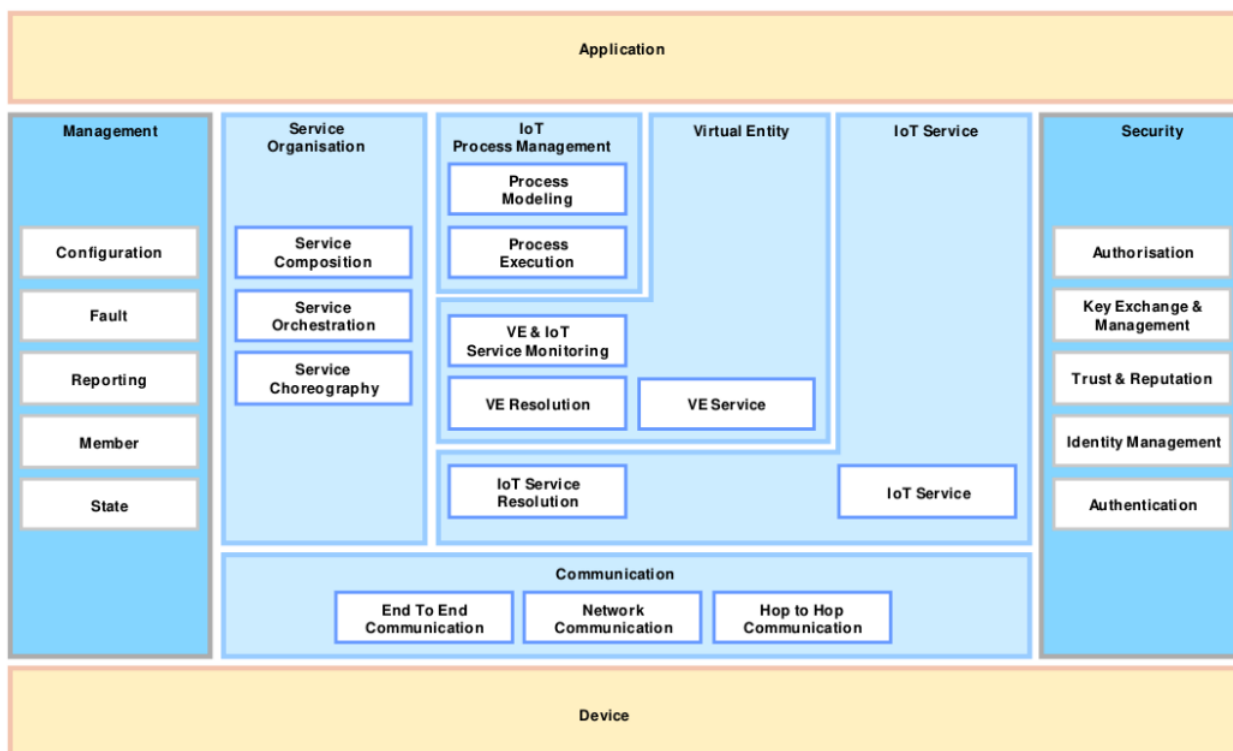 Application
Management
Configuration
Fault
Reporting
Member
State
Service
Organisation
Service
Composition
Service
Orchestration
Service
Choreography
IoT
Process Management
Process
Modeling
Process
Execution
Virtual Entity
VE & IoT
Service Monitoring
VE Resolution
VE Service
IoT Service
IoT Service
Resolution
IoT Service
Communication
End To End
Communication
Network
Communication
Hop to Hop
Communication
Security
Authorisation
Key Exchange &
Management
Trust & Reputation
Identity Management
Authentication
Device